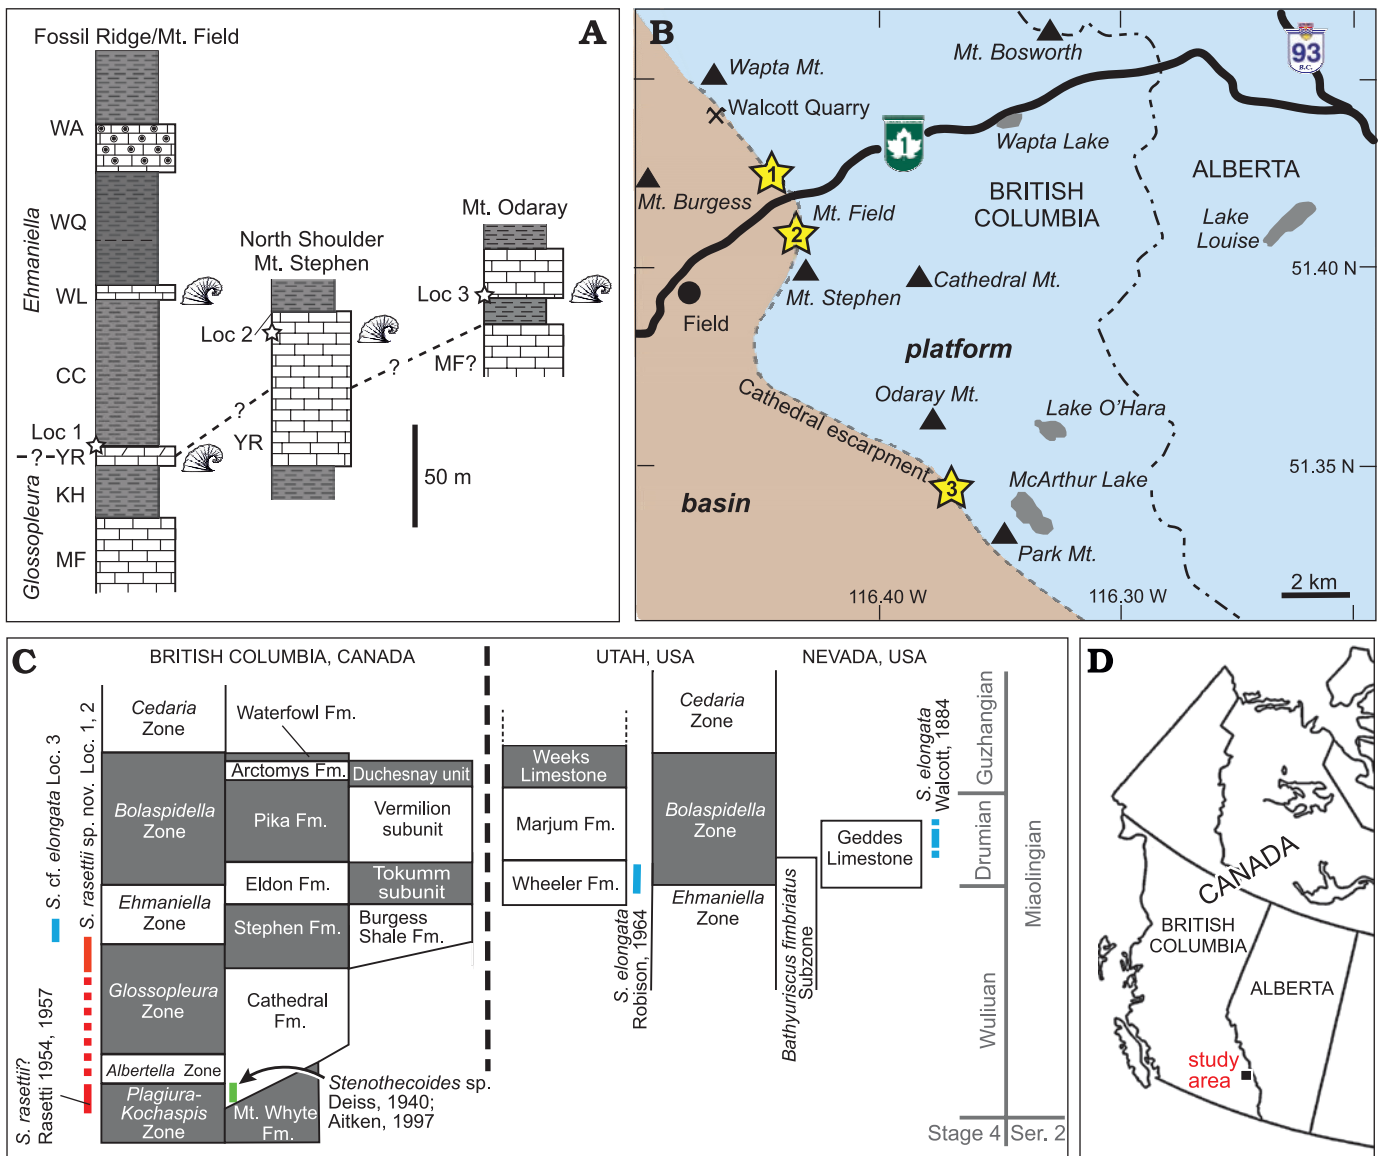 A
Fossil Ridge/Mt. Field
WA
WQ
WL
CC
Loc 1
?
YR
KH
MF
Ehmaniella
Glossopleura
North Shoulder
Mt. Stephen
Loc 2
YR
?
?
Mt. Odaray
Loc 3
MF?
50 m
B
Wapta Mt.
Walcott Quarry
Mt. Bosworth
93
B.C.
1
Wapta Lake
1
Mt. Burgess
Mt. Field
2
BRITISH
COLUMBIA
ALBERTA
Lake
Louise
Mt. Stephen
Cathedral Mt.
51.40 N
Field
platform
Odaray Mt.
Cathedral escarpment
Lake O'Hara
51.35 N
McArthur Lake
3
basin
Park Mt.
116.40 W
116.30 W
2 km
C
BRITISH COLUMBIA, CANADA
UTAH, USA
NEVADA, USA
S. cf. elongata Loc. 3
S. rasettii sp. nov. Loc. 1, 2
S. rasettii?
Rasetti 1954, 1957
Cedaria
Zone
Bolaspidella
Zone
Ehmaniella
Zone
Glossopleura
Zone
Albertella Zone
Plagiura-
Kochaspis
Zone
Waterfowl Fm.
Arctomys Fm.
Pika Fm.
Eldon Fm.
Stephen Fm.
Cathedral
Fm.
Mt. Whyte
Fm.
Duchesnay unit
Vermilion
subunit
Tokumm
subunit
Burgess
Shale Fm.
Stenothecoides sp.
Deiss, 1940;
Aitken, 1997
Weeks
Limestone
Marjum Fm.
Wheeler Fm.
S. elongata
Robison, 1964
Cedaria
Zone
Bolaspidella
Zone
Ehmaniella
Zone
Bathyuriscus fimbriatus
Subzone
Geddes
Limestone
S. elongata
Walcott, 1884
Guzhangian
Drumian
Wuliuan
Miaolingian
Stage 4
Ser. 2
D
CANADA
BRITISH
COLUMBIA
ALBERTA
study
area